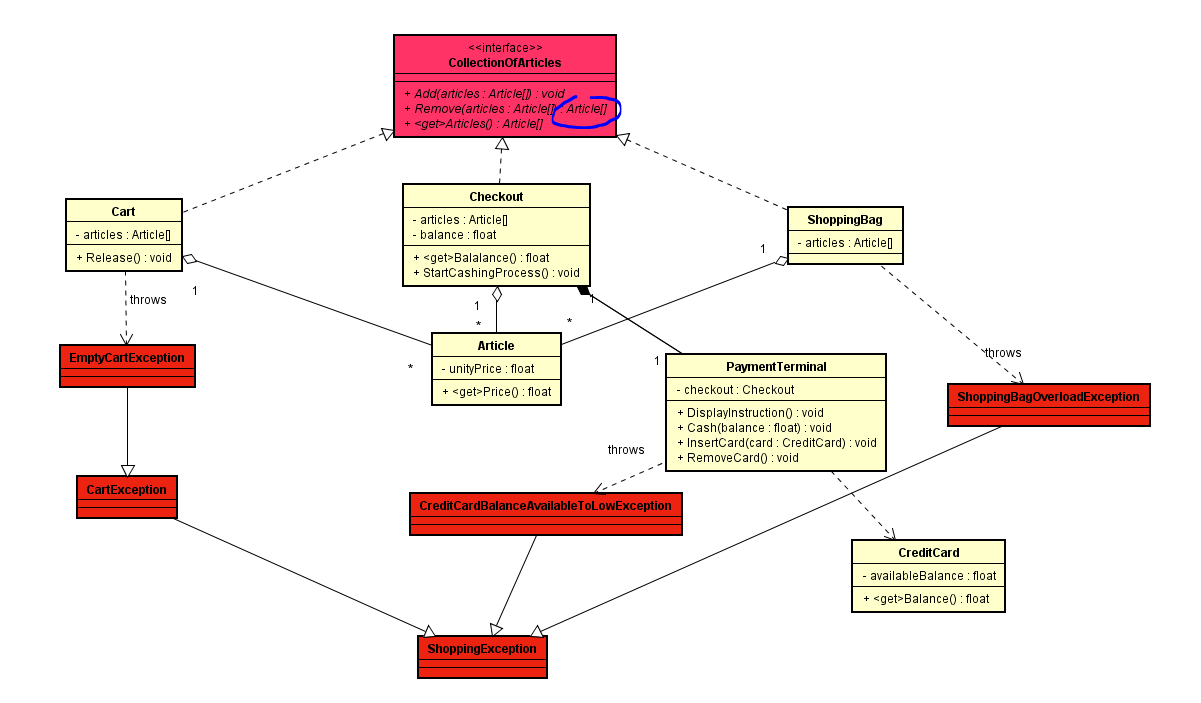 <<interface>>
CollectionOfArticles
+ Add(articles : Article[]) : void
+ Remove(articles : Article[]) : Article[]
+ <get>Articles() : Article[]
Cart
- articles : Article[]
+ Release() : void
Checkout
- articles : Article[]
- balance : float
+ <get>Balalance() : float
+ StartCashingProcess() : void
ShoppingBag
- articles : Article[]
1
1
1
1
throws
*
*
*
EmptyCartException
Article
- unityPrice : float
+ <get>Price() : float
1
PaymentTerminal
- checkout : Checkout
+ DisplayInstruction() : void
+ Cash(balance : float) : void
+ InsertCard(card : CreditCard) : void
+ RemoveCard() : void
throws
ShoppingBagOverloadException
throws
CartException
CreditCardBalanceAvailableToLowException
CreditCard
- availableBalance : float
+ <get>Balance() : float
ShoppingException